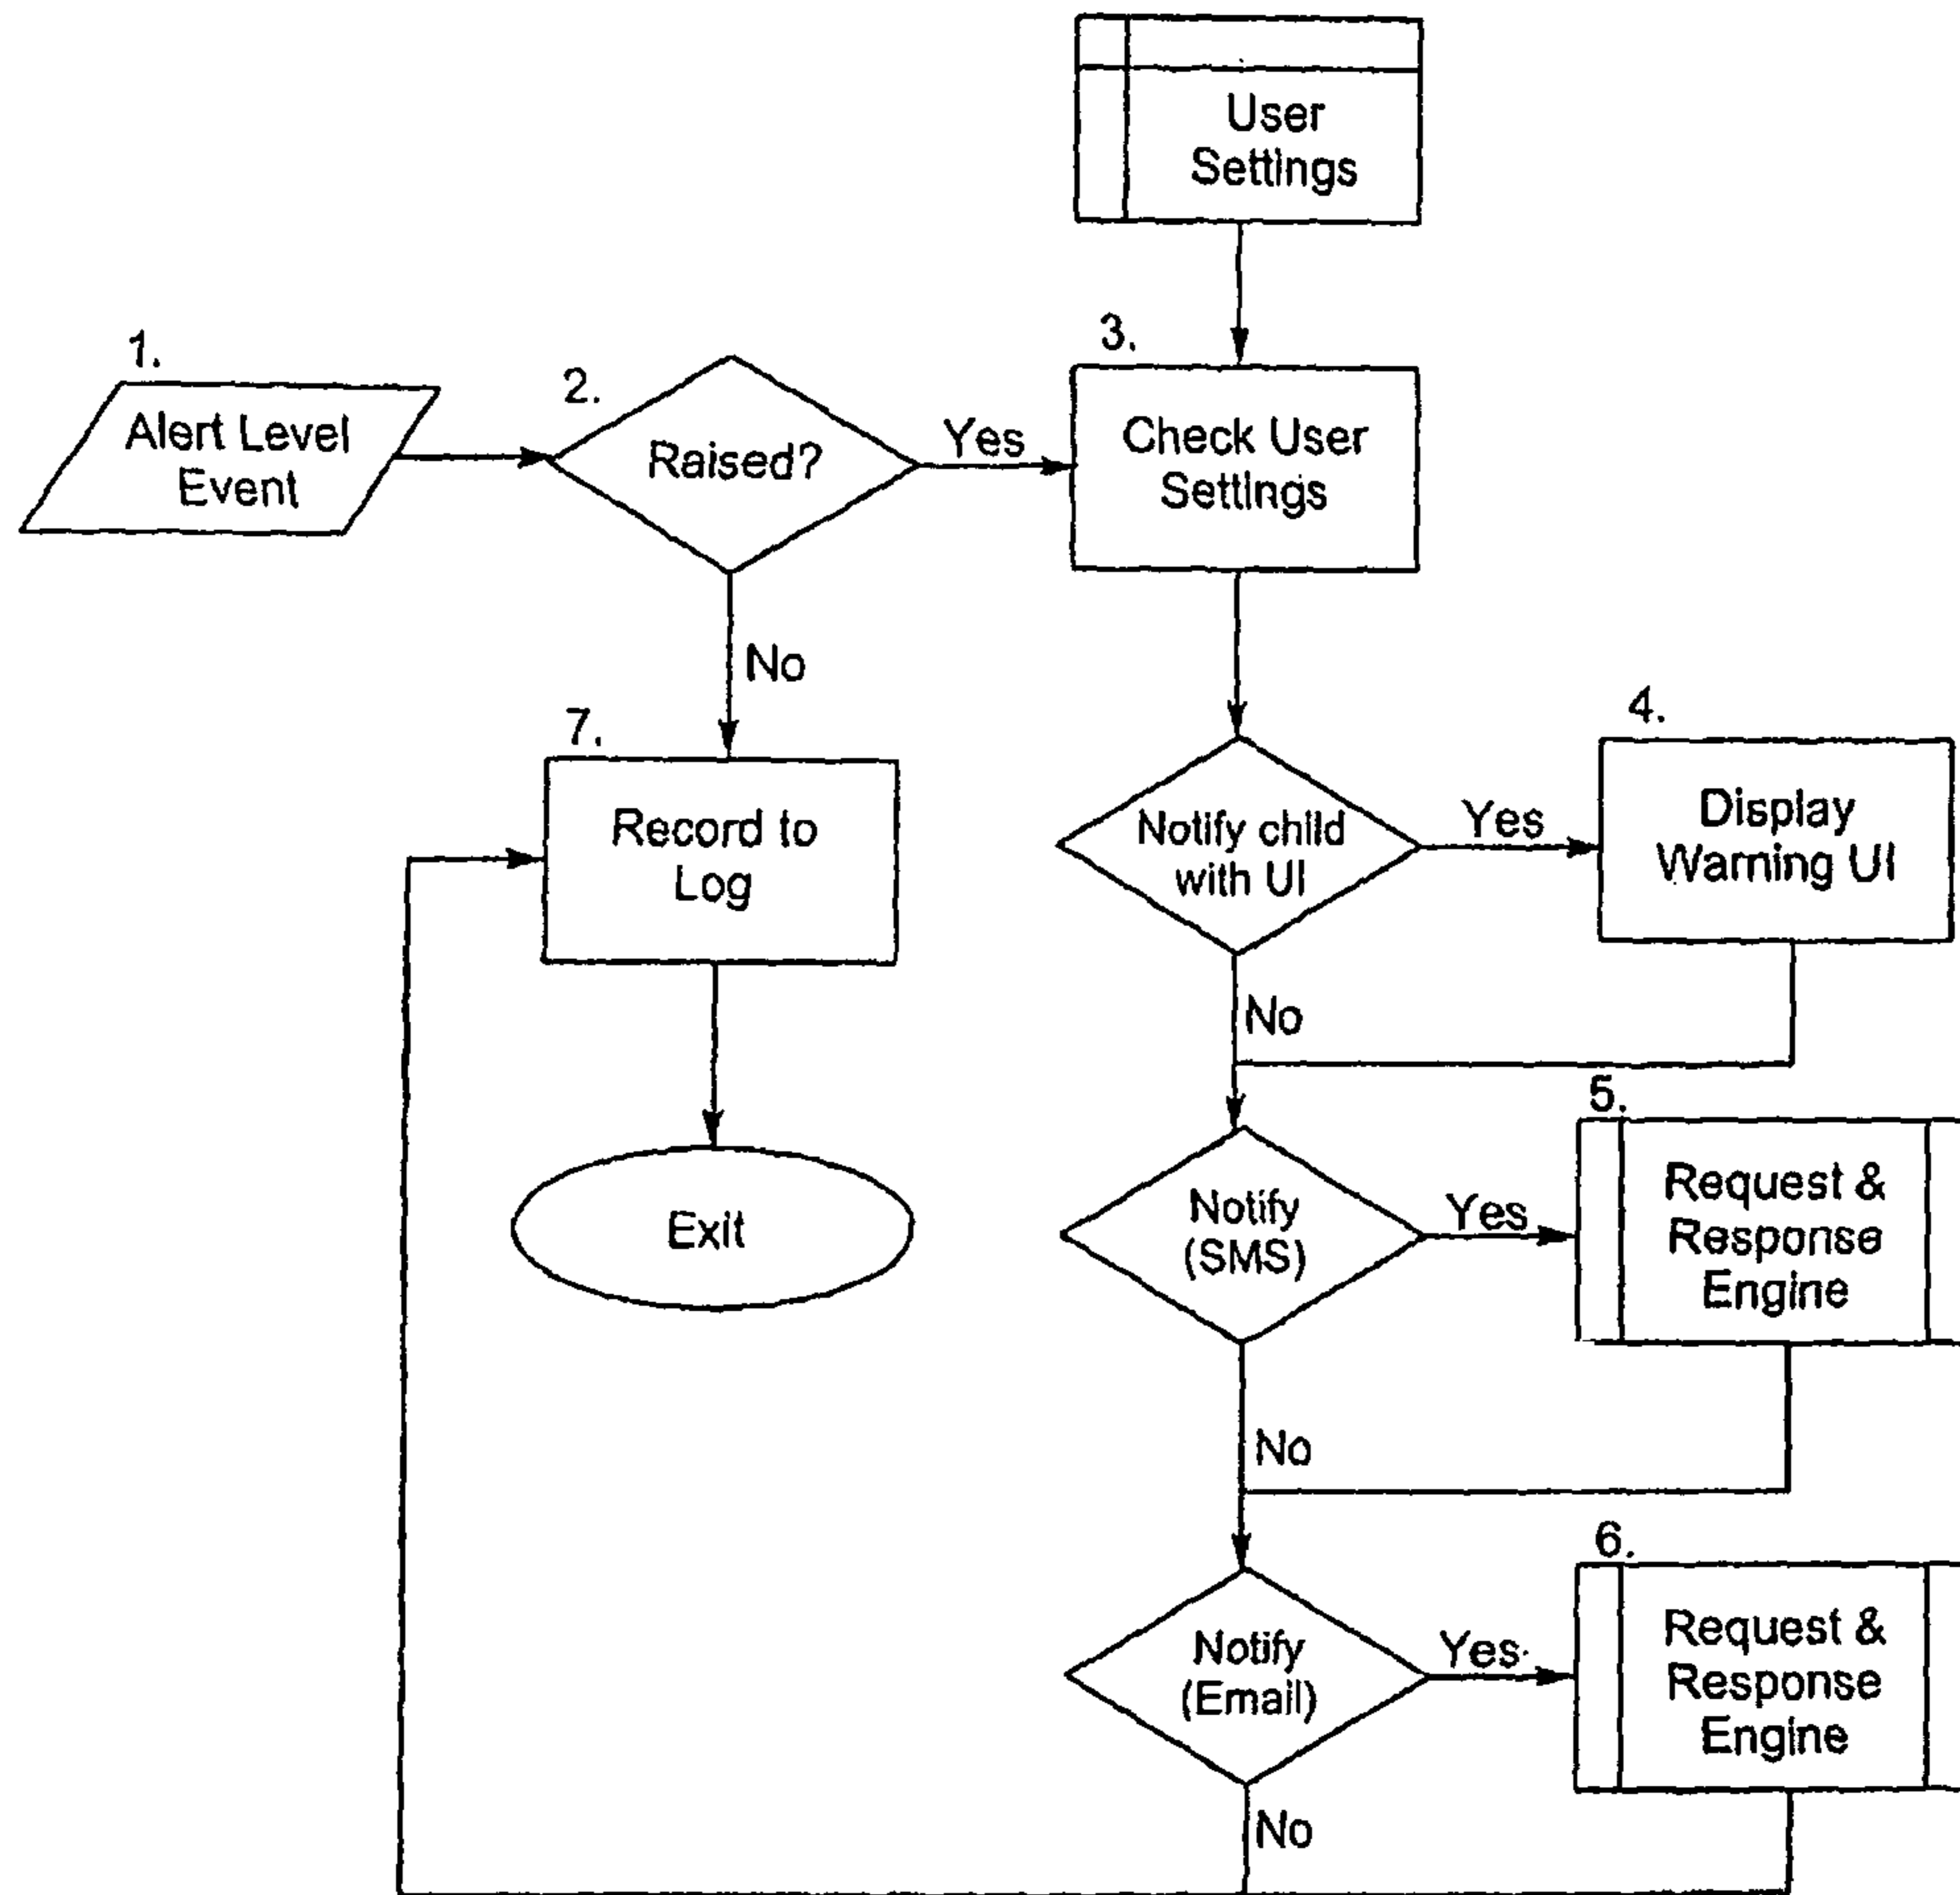 User
Settings
1.
Alert Level
Event
2.
Raised?
Yes
3.
Check User
Settings
No
7.
Record to
Log
Exit
Notify child
with UI
Yes
4.
Display
Warning UI
No
Notify
(SMS)
Yes
5.
Request &
Response
Engine
No
Notify
(Email)
Yes
6.
Request &
Response
Engine
No